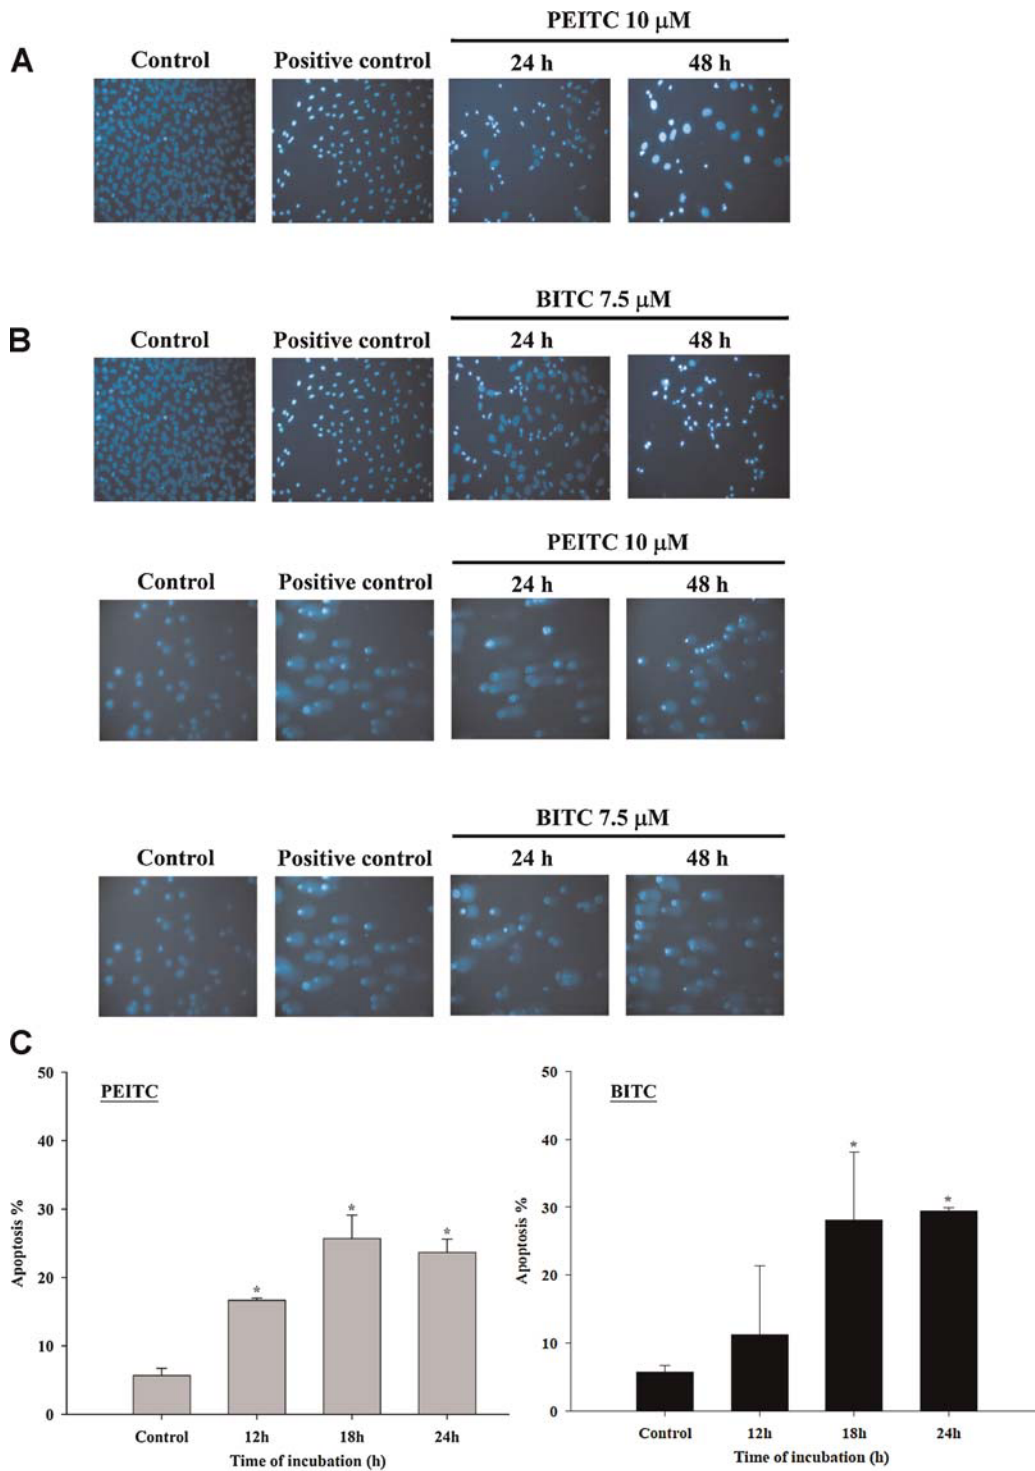 PEITC 10 μM
A Control Positive control 24 h 48 h
BITC 7.5 μM
B Control Positive control 24 h 48 h
PEITC 10 μM
Control Positive control 24 h 48 h
BITC 7.5 μM
Control Positive control 24 h 48 h
C
PEITC
50
40
30
20
10
0
Apoptosis %
* * *
Control 12h 18h 24h
Time of incubation (h)
BITC
50
40
30
20
10
0
Apoptosis %
* *
Control 12h 18h 24h
Time of incubation (h)